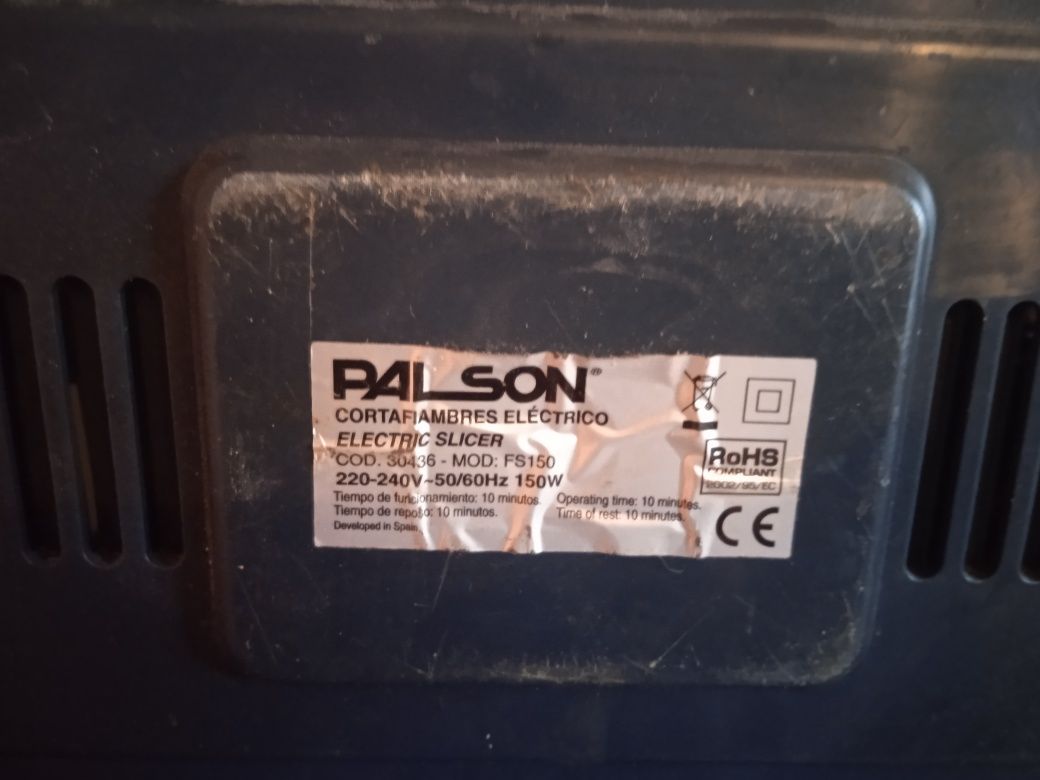 PALSON®
CORTAFIAMBRES ELÉCTRICO
ELECTRIC SLICER
COD. 30436 - MOD: FS150
220-240V~50/60Hz 150W
Tiempo de funcionamiento: 10 minutos. Operating time: 10 minutes.
Tiempo de reposo: 10 minutos. Time of rest: 10 minutes.
Developed in Spain
RoHS
COMPLIANT
2002/95/EC
CE